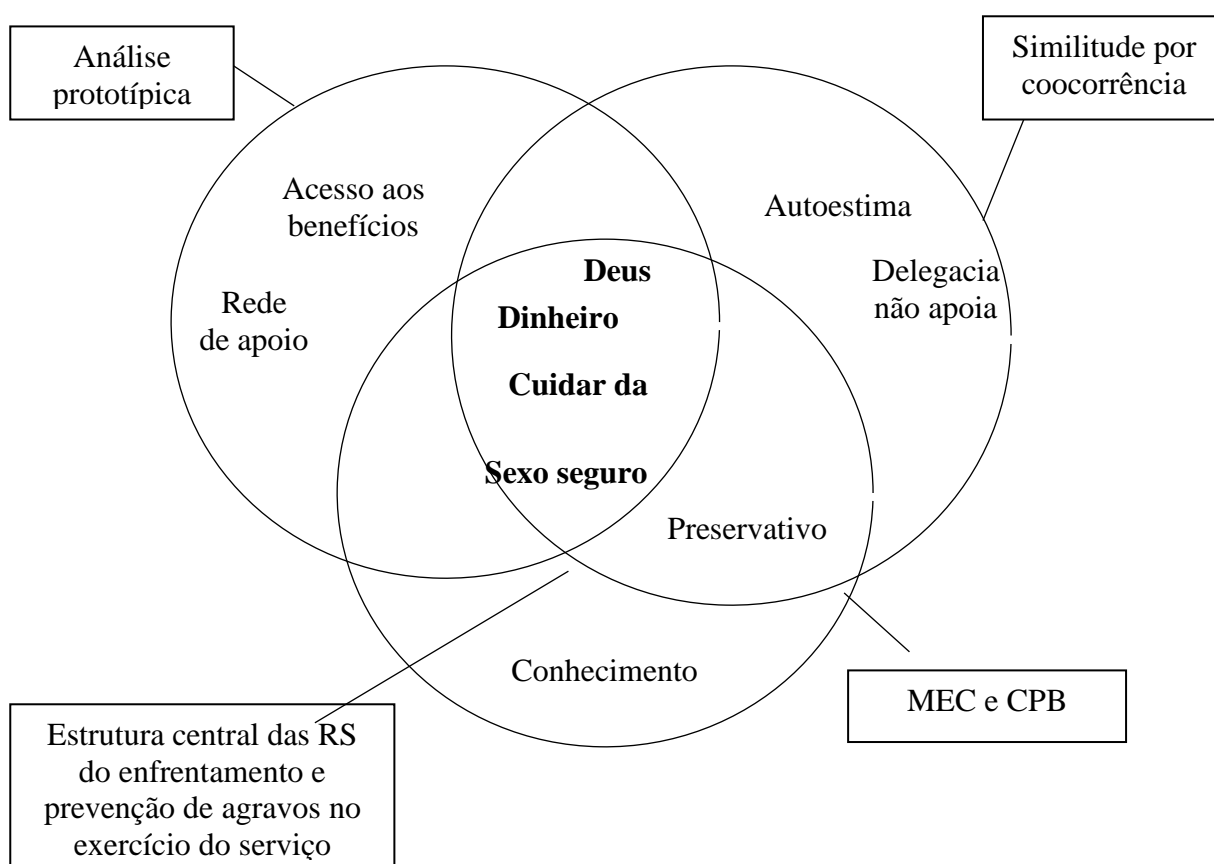 Análise
prototípica
Similitude por
coocorrência
Acesso aos
benefícios
Autoestima
Rede
de apoio
Delegacia
não apoia
Deus
Dinheiro
Cuidar da
Sexo seguro
Preservativo
Conhecimento
MEC e CPB
Estrutura central das RS
do enfrentamento e
prevenção de agravos no
exercício do serviço